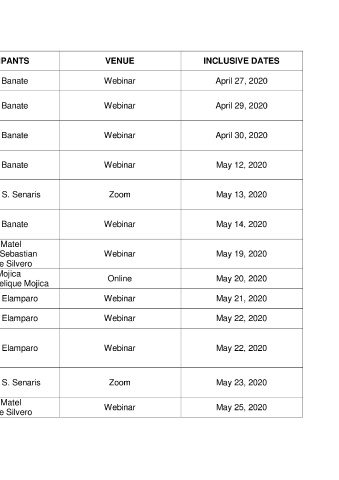 IPANTS VENUE INCLUSIVE DATES
Banate Webinar April 27, 2020
Banate Webinar April 29, 2020
Banate Webinar April 30, 2020
Banate Webinar May 12, 2020
S. Senaris Zoom May 13, 2020
Banate Webinar May 14, 2020
Matel
Sebastian Webinar May 19, 2020
e Silvero
Mojica
elique Mojica Online May 20, 2020
Elamparo Webinar May 21, 2020
Elamparo Webinar May 22, 2020
Elamparo Webinar May 22, 2020
S. Senaris Zoom May 23, 2020
Matel
e Silvero Webinar May 25, 2020